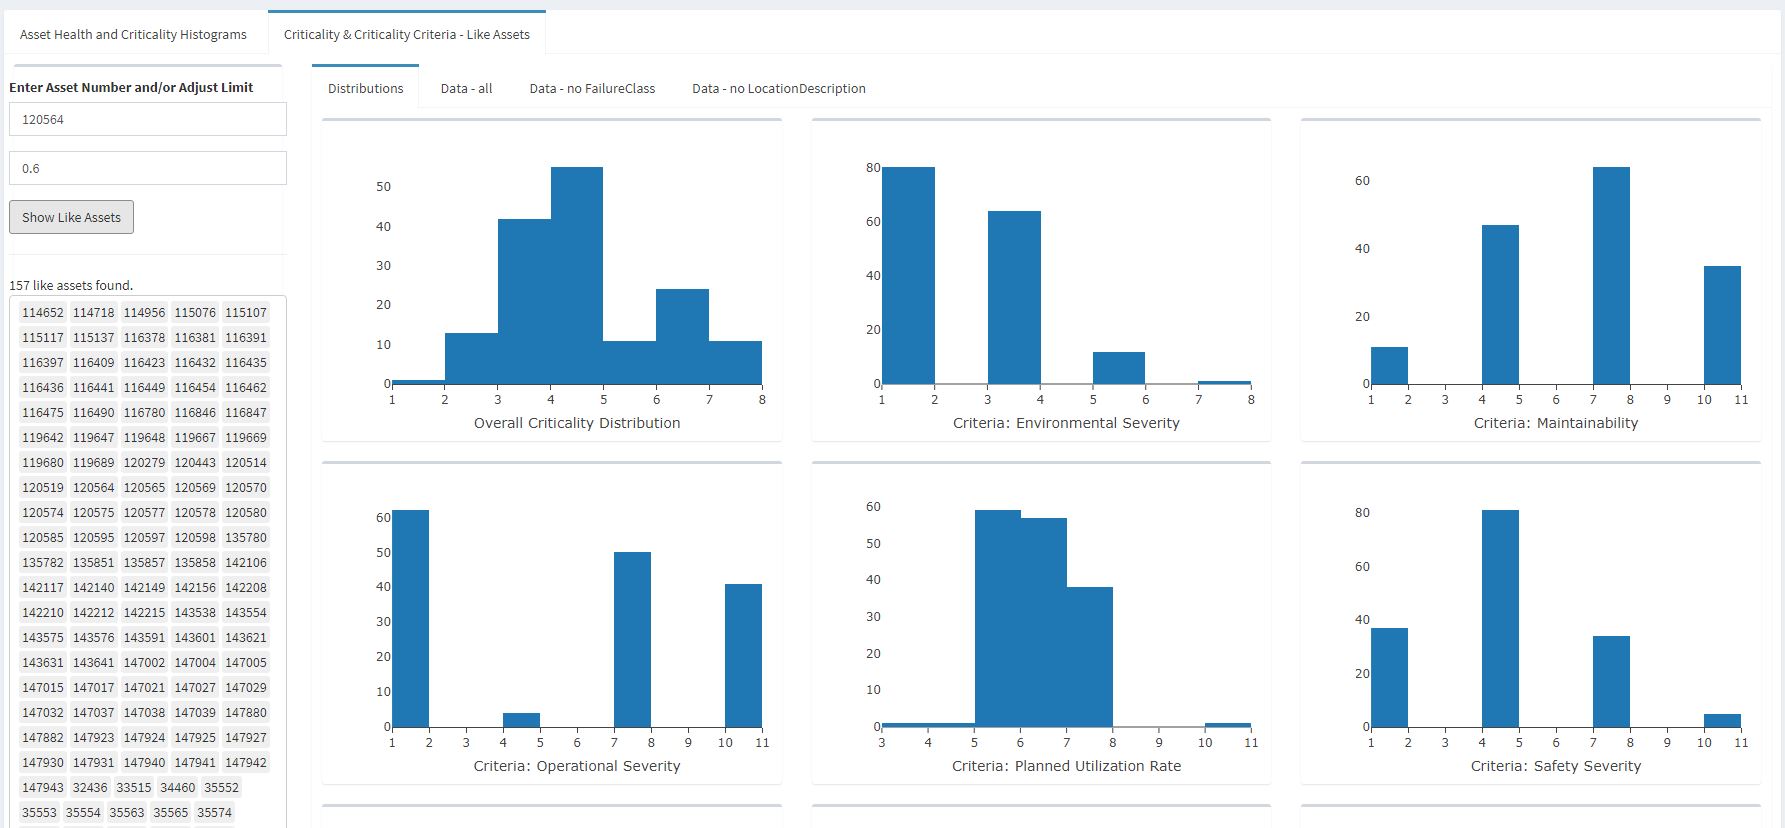 Asset Health and Criticality Histograms
Criticality & Criticality Criteria - Like Assets
Enter Asset Number and/or Adjust Limit
120564
0.6
Show Like Assets
157 like assets found.
114652 114718 114956 115076 115107
115117 115137 116378 116381 116391
116397 116409 116423 116432 116435
116436 116441 116449 116454 116462
116475 116490 116780 116846 116847
119642 119647 119648 119667 119669
119680 119689 120279 120443 120514
120519 120564 120565 120569 120570
120574 120575 120577 120578 120580
120585 120595 120597 120598 135780
135782 135851 135857 135858 142106
142117 142140 142149 142156 142208
142210 142212 142215 143538 143554
143575 143576 143591 143601 143621
143631 143641 147002 147004 147005
147015 147017 147021 147027 147029
147032 147037 147038 147039 147880
147882 147923 147924 147925 147927
147930 147931 147940 147941 147942
147943 32436 33515 34460 35552
35553 35554 35563 35565 35574
Distributions
Data - all
Data - no FailureClass
Data - no LocationDescription
50
40
30
20
10
0
1 2 3 4 5 6 7 8
Overall Criticality Distribution
80
60
40
20
0
1 2 3 4 5 6 7 8
Criteria: Environmental Severity
60
40
20
0
1 2 3 4 5 6 7 8 9 10 11
Criteria: Maintainability
60
50
40
30
20
10
0
1 2 3 4 5 6 7 8 9 10 11
Criteria: Operational Severity
60
50
40
30
20
10
0
3 4 5 6 7 8 9 10 11
Criteria: Planned Utilization Rate
80
60
40
20
0
1 2 3 4 5 6 7 8 9 10 11
Criteria: Safety Severity